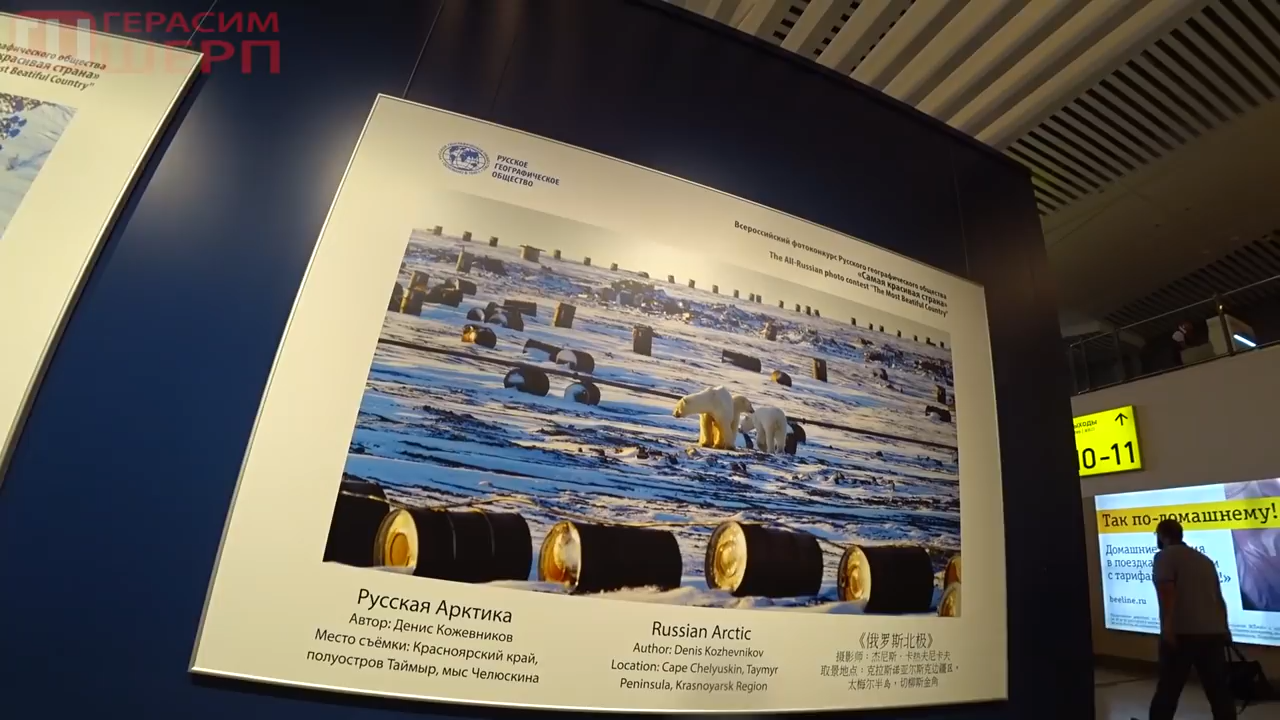 ГЕРАСИМ
ШЕРП
фического общества
красивая страна»
st Beatiful Country"
РУССКОЕ
ГЕОГРАФИЧЕСКОЕ
ОБЩЕСТВО
Всероссийский фотоконкурс Русского географического общества
«Самая красивая страна»
The All-Russian photo contest "The Most Beatiful Country"
Русская Арктика
Автор: Денис Кожевников
Место съёмки: Красноярский край,
полуостров Таймыр, мыс Челюскина
Russian Arctic
Author: Denis Kozhevnikov
Location: Cape Chelyuskin, Taymyr
Peninsula, Krasnoyarsk Region
《俄罗斯北极》
摄影师：杰尼斯·卡热夫尼卡夫
取景地点：克拉斯诺亚尔斯克边疆区，
太梅尔半岛，切柳斯金角
10-11
Так по-домашнему!
Домашние
в поездка
с тарифа
beeline.ru